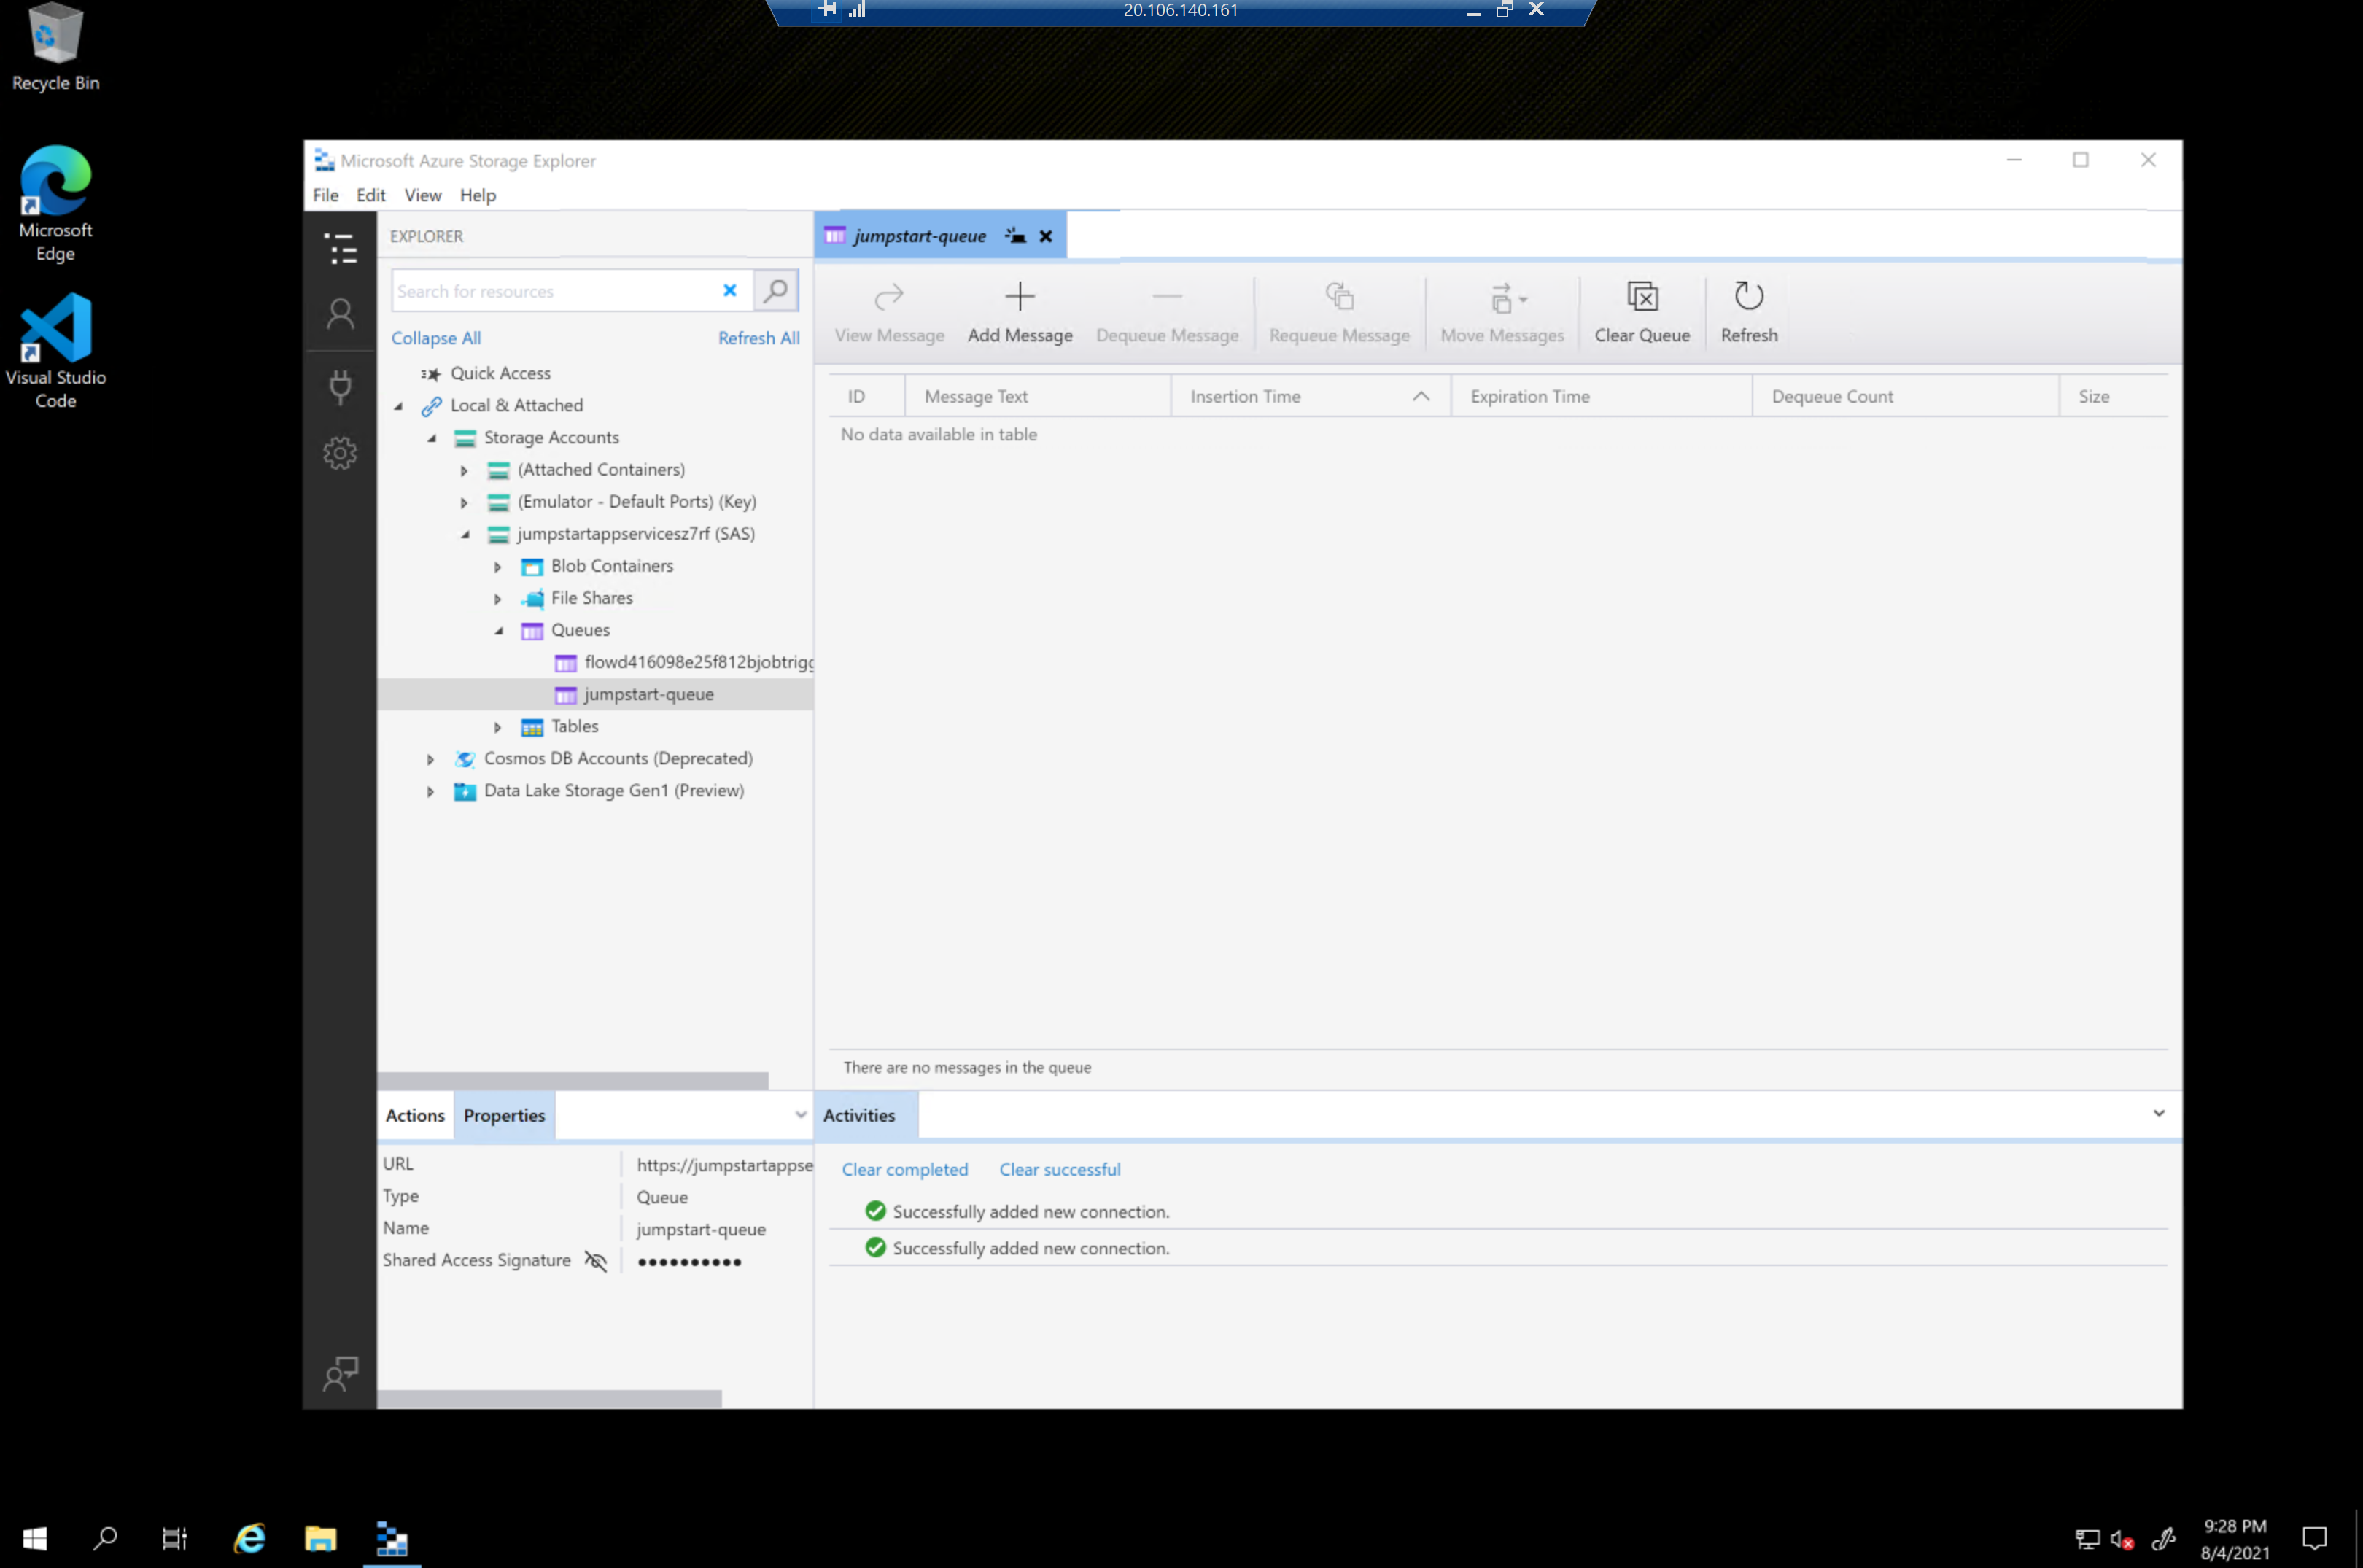 20.106.140.161
Recycle Bin
Microsoft
Edge
Visual Studio
Code
Microsoft Azure Storage Explorer
File Edit View Help
EXPLORER
Search for resources
Collapse All Refresh All
Quick Access
Local & Attached
Storage Accounts
(Attached Containers)
(Emulator - Default Ports) (Key)
jumpstartappservicesz7rf (SAS)
Blob Containers
File Shares
Queues
flowd416098e25f812bjobtrigg
jumpstart-queue
Tables
Cosmos DB Accounts (Deprecated)
Data Lake Storage Gen1 (Preview)
jumpstart-queue
View Message Add Message Dequeue Message Requeue Message Move Messages Clear Queue Refresh
ID Message Text Insertion Time Expiration Time Dequeue Count Size
No data available in table
There are no messages in the queue
Actions Properties
URL https://jumpstartappse
Type Queue
Name jumpstart-queue
Shared Access Signature ••••••••••
Activities
Clear completed Clear successful
Successfully added new connection.
Successfully added new connection.
9:28 PM
8/4/2021